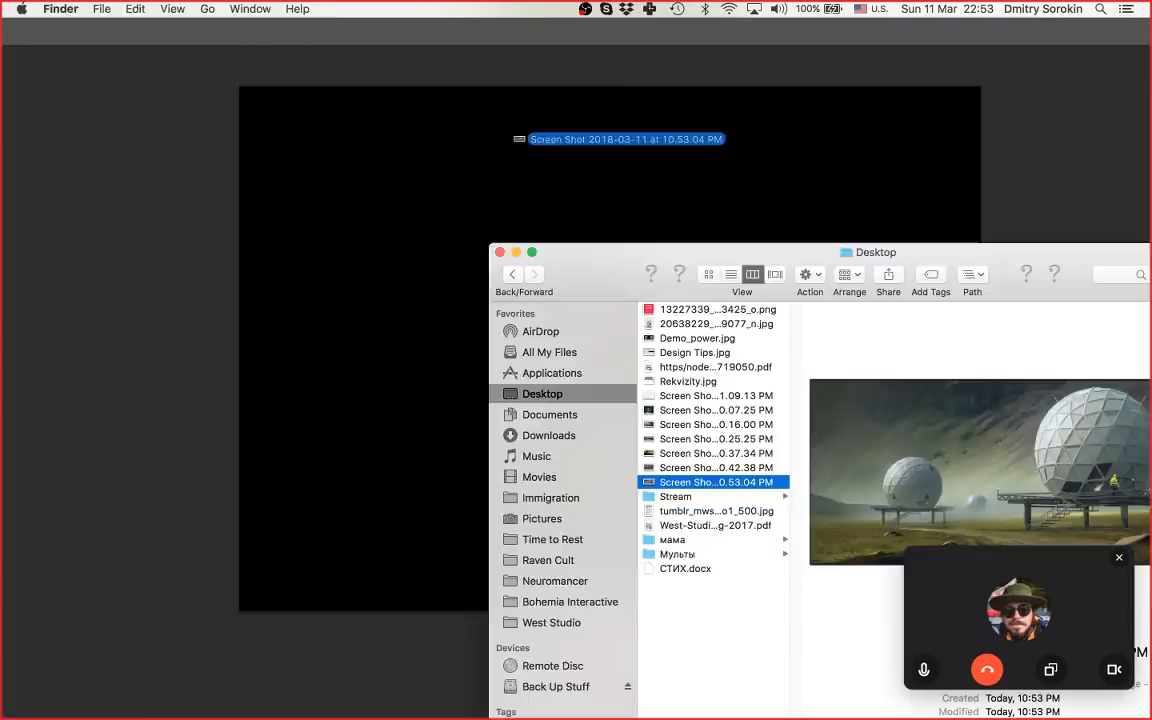 Finder File Edit View Go Window Help 100% U.S. Sun 11 Mar 22:53 Dmitry Sorokin
Screen Shot 2018-03-11 at 10.53.04 PM
Desktop
Back/Forward View Action Arrange Share Add Tags Path
Favorites
AirDrop
All My Files
Applications
Desktop
Documents
Downloads
Music
Movies
Immigration
Pictures
Time to Rest
Raven Cult
Neuromancer
Bohemia Interactive
West Studio
Devices
Remote Disc
Back Up Stuff
Tags
13227339_...3425_o.png
20638229_...9077_n.jpg
Demo_power.jpg
Design Tips.jpg
https/node...719050.pdf
Rekvizity.jpg
Screen Sho...1.09.13 PM
Screen Sho...0.07.25 PM
Screen Sho...0.16.00 PM
Screen Sho...0.25.25 PM
Screen Sho...0.37.34 PM
Screen Sho...0.42.38 PM
Screen Sho...0.53.04 PM
Stream
tumblr_mws...o1_500.jpg
West-Studi...g-2017.pdf
мама
Мульты
СТИХ.docx
PM
Created Today, 10:53 PM
Modified Today, 10:53 PM